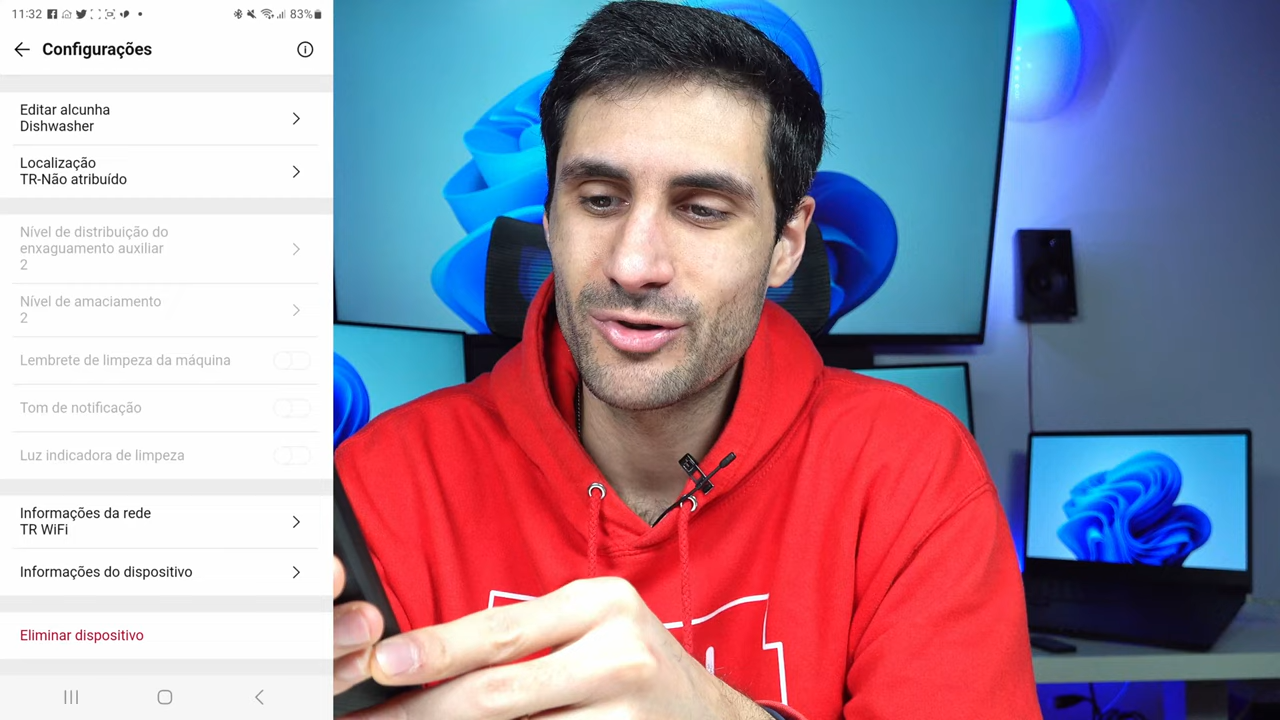 11:32
83%
Configurações
Editar alcunha
Dishwasher
Localização
TR-Não atribuído
Nível de distribuição do
enxaguamento auxiliar
2
Nível de amaciamento
2
Lembrete de limpeza da máquina
Tom de notificação
Luz indicadora de limpeza
Informações da rede
TR WiFi
Informações do dispositivo
Eliminar dispositivo